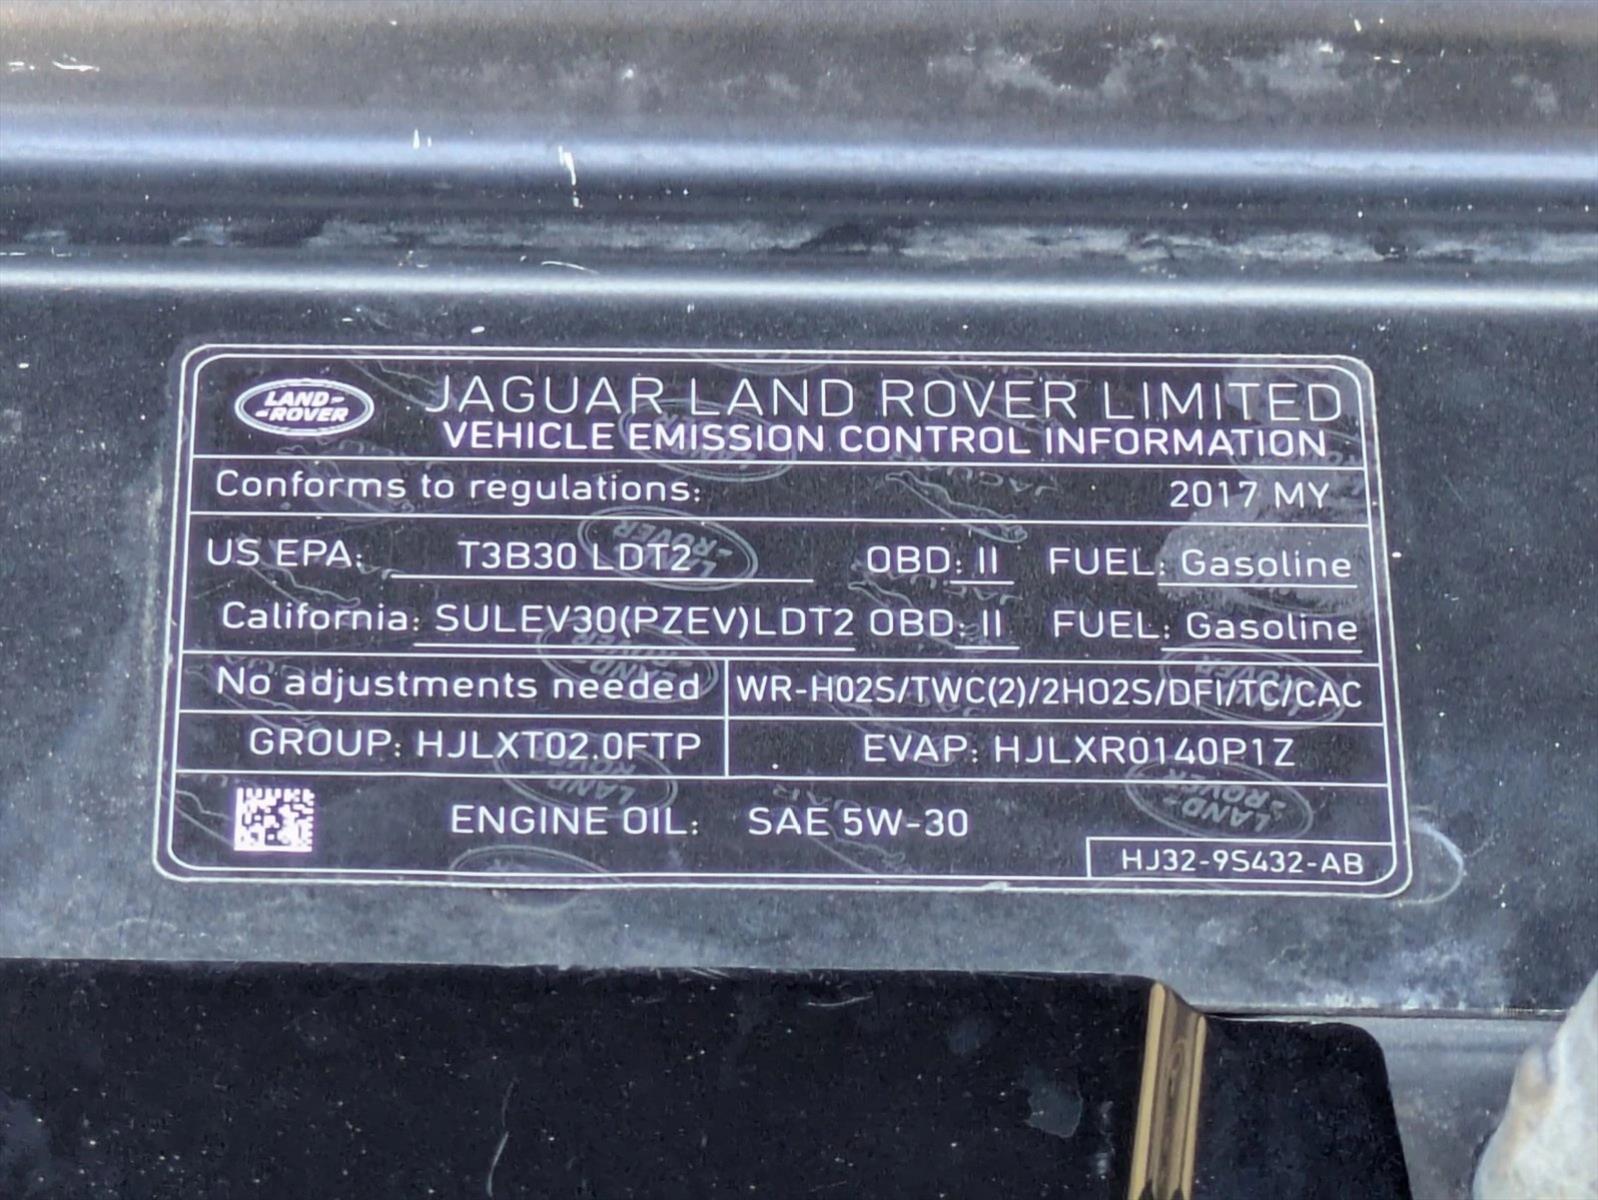 LAND-
-ROVER
JAGUAR LAND ROVER LIMITED
VEHICLE EMISSION CONTROL INFORMATION
Conforms to regulations: 2017 MY
US EPA: T3B30 LDT2 OBD: II FUEL: Gasoline
California: SULEV30(PZEV)LDT2 OBD: II FUEL: Gasoline
No adjustments needed WR-HO2S/TWC(2)/2HO2S/DFI/TC/CAC
GROUP: HJLXT02.0FTP EVAP: HJLXR0140P1Z
ENGINE OIL: SAE 5W-30
HJ32-9S432-AB